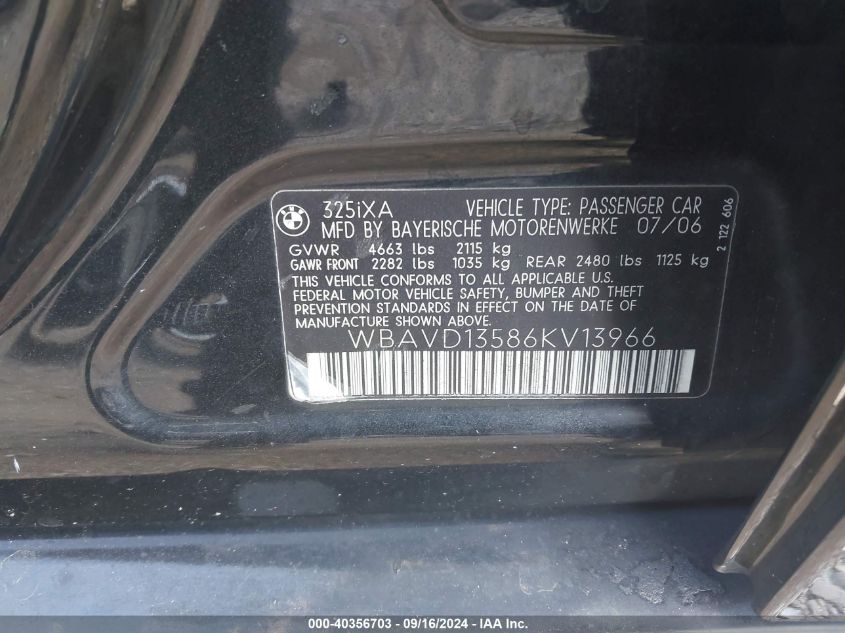 BMW
325iXA VEHICLE TYPE: PASSENGER CAR
MFD BY BAYERISCHE MOTORENWERKE 07/06
GVWR 4663 lbs 2115 kg
GAWR FRONT 2282 lbs 1035 kg REAR 2480 lbs 1125 kg
THIS VEHICLE CONFORMS TO ALL APPLICABLE U.S.
FEDERAL MOTOR VEHICLE SAFETY, BUMPER AND THEFT
PREVENTION STANDARDS IN EFFECT ON THE DATE OF
MANUFACTURE SHOWN ABOVE:
WBAVD13586KV13966
2 122 606
000-40356703 - 09/16/2024 - IAA Inc.